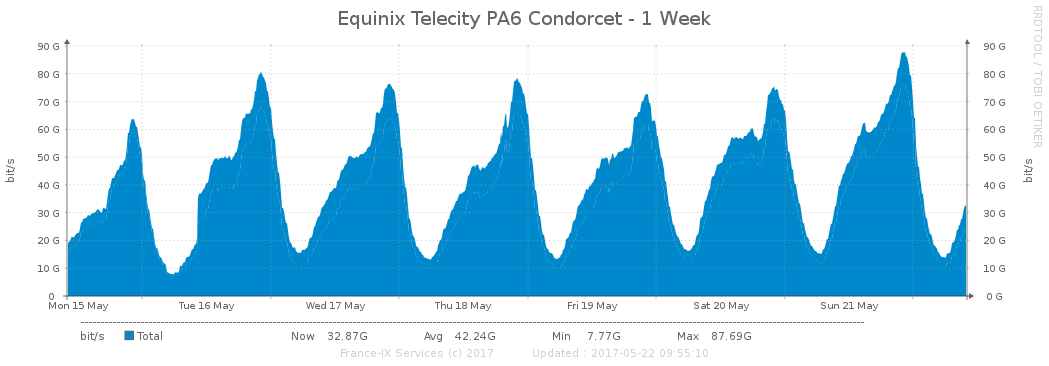 Equinix Telecity PA6 Condorcet - 1 Week
RRDTOOL / TOBI OETIKER
90 G 90 G
80 G 80 G
70 G 70 G
60 G 60 G
50 G 50 G
40 G 40 G
30 G 30 G
20 G 20 G
10 G 10 G
0 0 G
bit/s
bit/s
Mon 15 May Tue 16 May Wed 17 May Thu 18 May Fri 19 May Sat 20 May Sun 21 May
bit/s Total Now 32.87G Avg 42.24G Min 7.77G Max 87.69G
France-IX Services (c) 2017 Updated : 2017-05-22 09:55:10